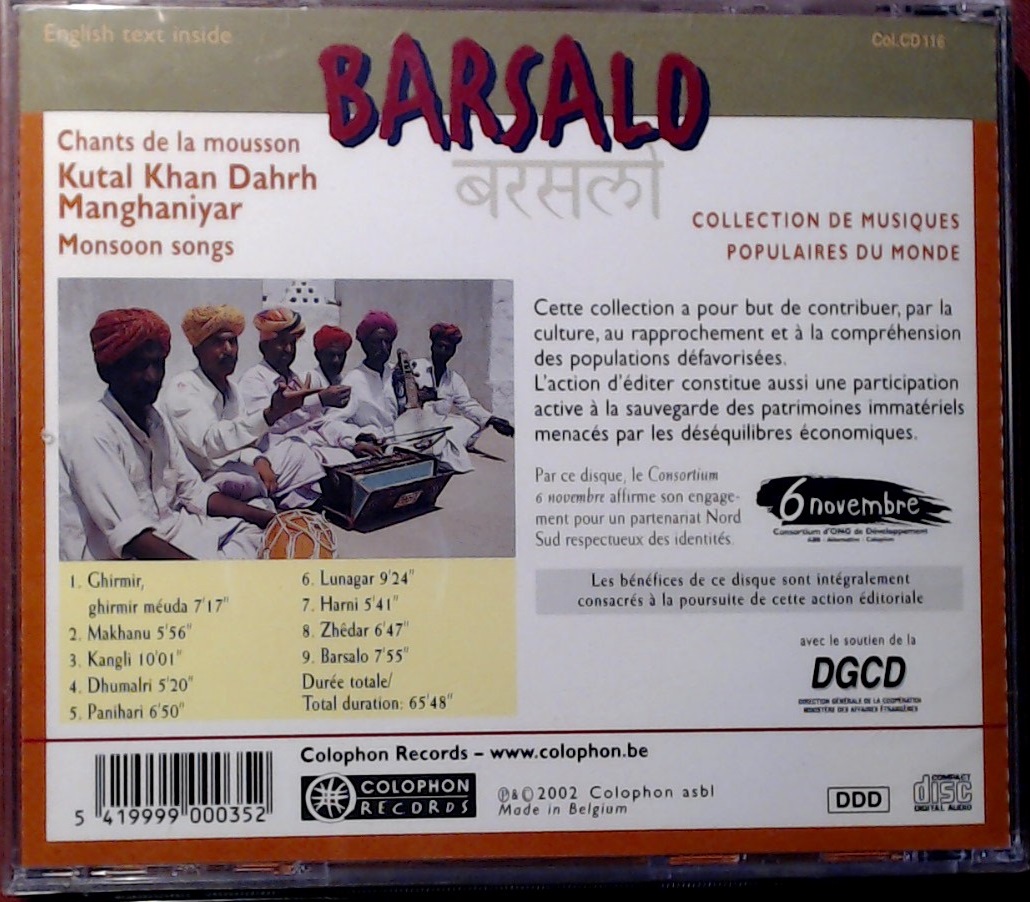 English text inside
Col.CD116
BARSALO
बरसलो
Chants de la mousson
Kutal Khan Dahrh
Manghaniyar
Monsoon songs
COLLECTION DE MUSIQUES
POPULAIRES DU MONDE
Cette collection a pour but de contribuer, par la
culture, au rapprochement et à la compréhension
des populations défavorisées.
L'action d'éditer constitue aussi une participation
active à la sauvegarde des patrimoines immatériels
menacés par les déséquilibres économiques.
Par ce disque, le Consortium
6 novembre affirme son engage-
ment pour un partenariat Nord
Sud respectueux des identités.
6 novembre
Consortium d'ONG de Développement
Les bénéfices de ce disque sont intégralement
consacrés à la poursuite de cette action éditoriale
avec le soutien de la
DGCD
DIRECTION GÉNÉRALE DE LA COOPÉRATION
MINISTÈRE DES AFFAIRES ÉTRANGÈRES
1. Ghirmir,
ghirmir méuda 7'17"
2. Makhanu 5'56"
3. Kangli 10'01"
4. Dhumalri 5'20"
5. Panihari 6'50"
6. Lunagar 9'24"
7. Harni 5'41"
8. Zhêdar 6'47"
9. Barsalo 7'55"
Durée totale/
Total duration: 65'48"
5 419999 000352
Colophon Records – www.colophon.be
COLOPHON
RECORDS
℗&©2002 Colophon asbl
Made in Belgium
DDD
COMPACT
disc
DIGITAL AUDIO